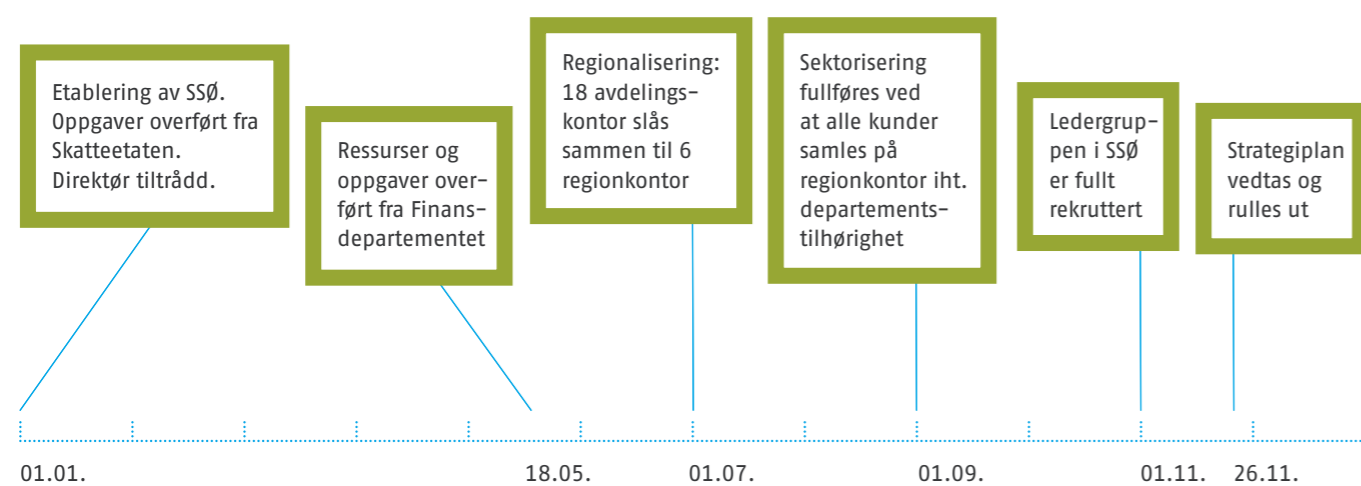 Etablering av SSØ.
Oppgaver overført fra
Skatteetaten.
Direktør tiltrådd.
Ressurser og
oppgaver over-
ført fra Finans-
departementet
Regionalisering:
18 avdelings-
kontor slås
sammen til 6
regionkontor
Sektorisering
fullføres ved
at alle kunder
samles på
regionkontor iht.
departements-
tilhørighet
Ledergrup-
pen i SSØ
er fullt
rekruttert
Strategiplan
vedtas og
rulles ut
01.01.
18.05.
01.07.
01.09.
01.11.
26.11.